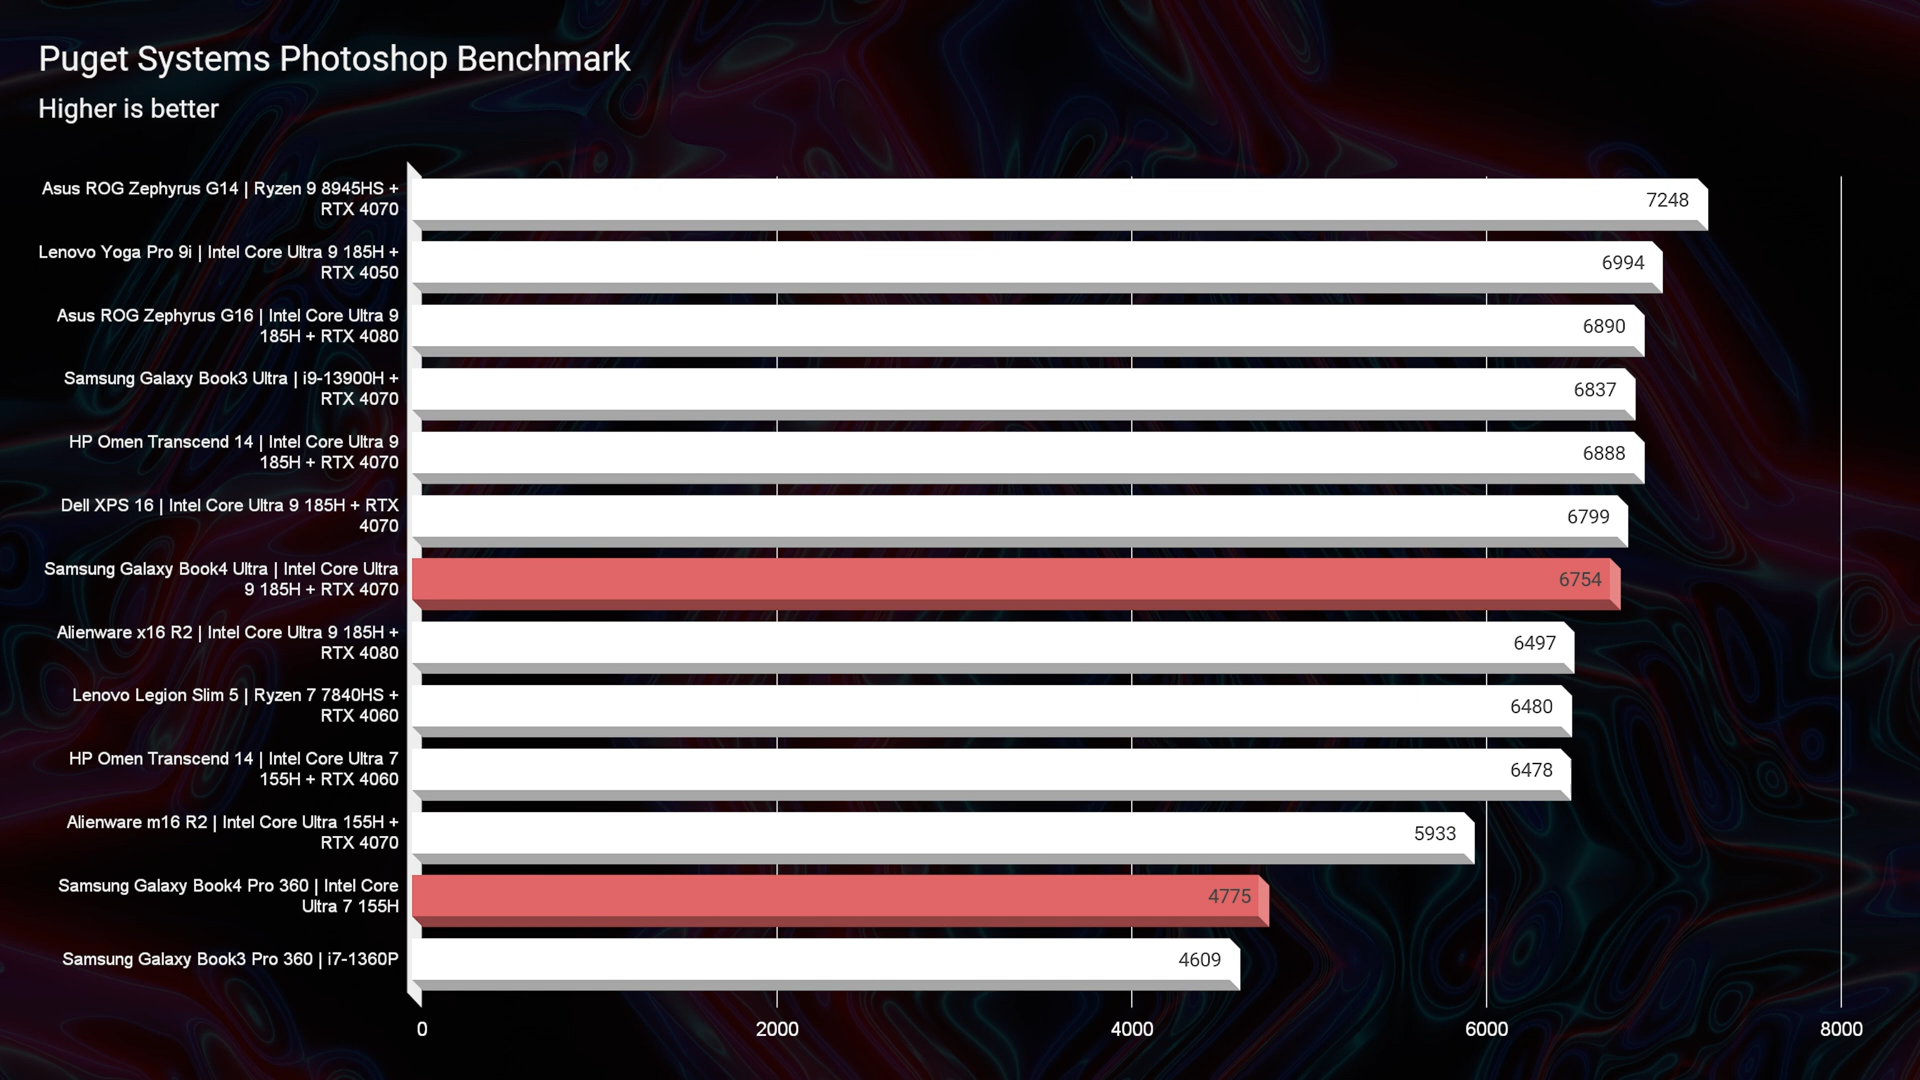 Puget Systems Photoshop Benchmark
Higher is better
Asus ROG Zephyrus G14 | Ryzen 9 8945HS +
RTX 4070
7248
Lenovo Yoga Pro 9i | Intel Core Ultra 9 185H +
RTX 4050
6994
Asus ROG Zephyrus G16 | Intel Core Ultra 9
185H + RTX 4080
6890
Samsung Galaxy Book3 Ultra | i9-13900H +
RTX 4070
6837
HP Omen Transcend 14 | Intel Core Ultra 9
185H + RTX 4070
6888
Dell XPS 16 | Intel Core Ultra 9 185H + RTX
4070
6799
Samsung Galaxy Book4 Ultra | Intel Core Ultra
9 185H + RTX 4070
6754
Alienware x16 R2 | Intel Core Ultra 9 185H +
RTX 4080
6497
Lenovo Legion Slim 5 | Ryzen 7 7840HS +
RTX 4060
6480
HP Omen Transcend 14 | Intel Core Ultra 7
155H + RTX 4060
6478
Alienware m16 R2 | Intel Core Ultra 155H +
RTX 4070
5933
Samsung Galaxy Book4 Pro 360 | Intel Core
Ultra 7 155H
4775
Samsung Galaxy Book3 Pro 360 | i7-1360P
4609
0 2000 4000 6000 8000